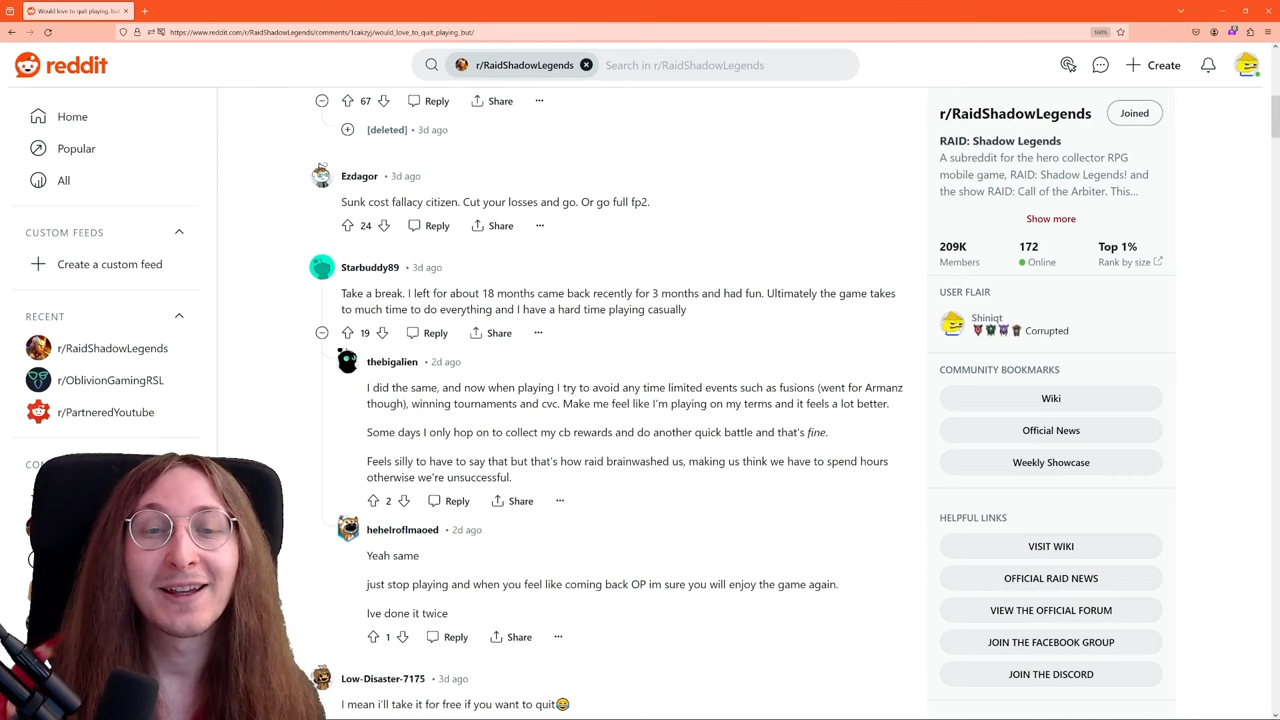 Would love to quit playing, but
https://www.reddit.com/r/RaidShadowLegends/comments/1cakzyj/would_love_to_quit_playing_but/
160%
reddit
r/RaidShadowLegends
Search in r/RaidShadowLegends
Create
Home
Popular
All
CUSTOM FEEDS
Create a custom feed
RECENT
r/RaidShadowLegends
r/OblivionGamingRSL
r/PartneredYoutube
67 Reply Share ...
[deleted] • 3d ago
Ezdagor • 3d ago
Sunk cost fallacy citizen. Cut your losses and go. Or go full fp2.
24 Reply Share ...
Starbuddy89 • 3d ago
Take a break. I left for about 18 months came back recently for 3 months and had fun. Ultimately the game takes
to much time to do everything and I have a hard time playing casually
19 Reply Share ...
thebigalien • 2d ago
I did the same, and now when playing I try to avoid any time limited events such as fusions (went for Armanz
though), winning tournaments and cvc. Make me feel like I'm playing on my terms and it feels a lot better.
Some days I only hop on to collect my cb rewards and do another quick battle and that's fine.
Feels silly to have to say that but that's how raid brainwashed us, making us think we have to spend hours
otherwise we're unsuccessful.
2 Reply Share ...
hehelroflmaoed • 2d ago
Yeah same
just stop playing and when you feel like coming back OP im sure you will enjoy the game again.
Ive done it twice
1 Reply Share ...
Low-Disaster-7175 • 3d ago
I mean i'll take it for free if you want to quit😂
r/RaidShadowLegends
Joined
RAID: Shadow Legends
A subreddit for the hero collector RPG
mobile game, RAID: Shadow Legends! and
the show RAID: Call of the Arbiter. This...
Show more
209K 172 Top 1%
Members Online Rank by size
USER FLAIR
Shiniqt
Corrupted
COMMUNITY BOOKMARKS
Wiki
Official News
Weekly Showcase
HELPFUL LINKS
VISIT WIKI
OFFICIAL RAID NEWS
VIEW THE OFFICIAL FORUM
JOIN THE FACEBOOK GROUP
JOIN THE DISCORD